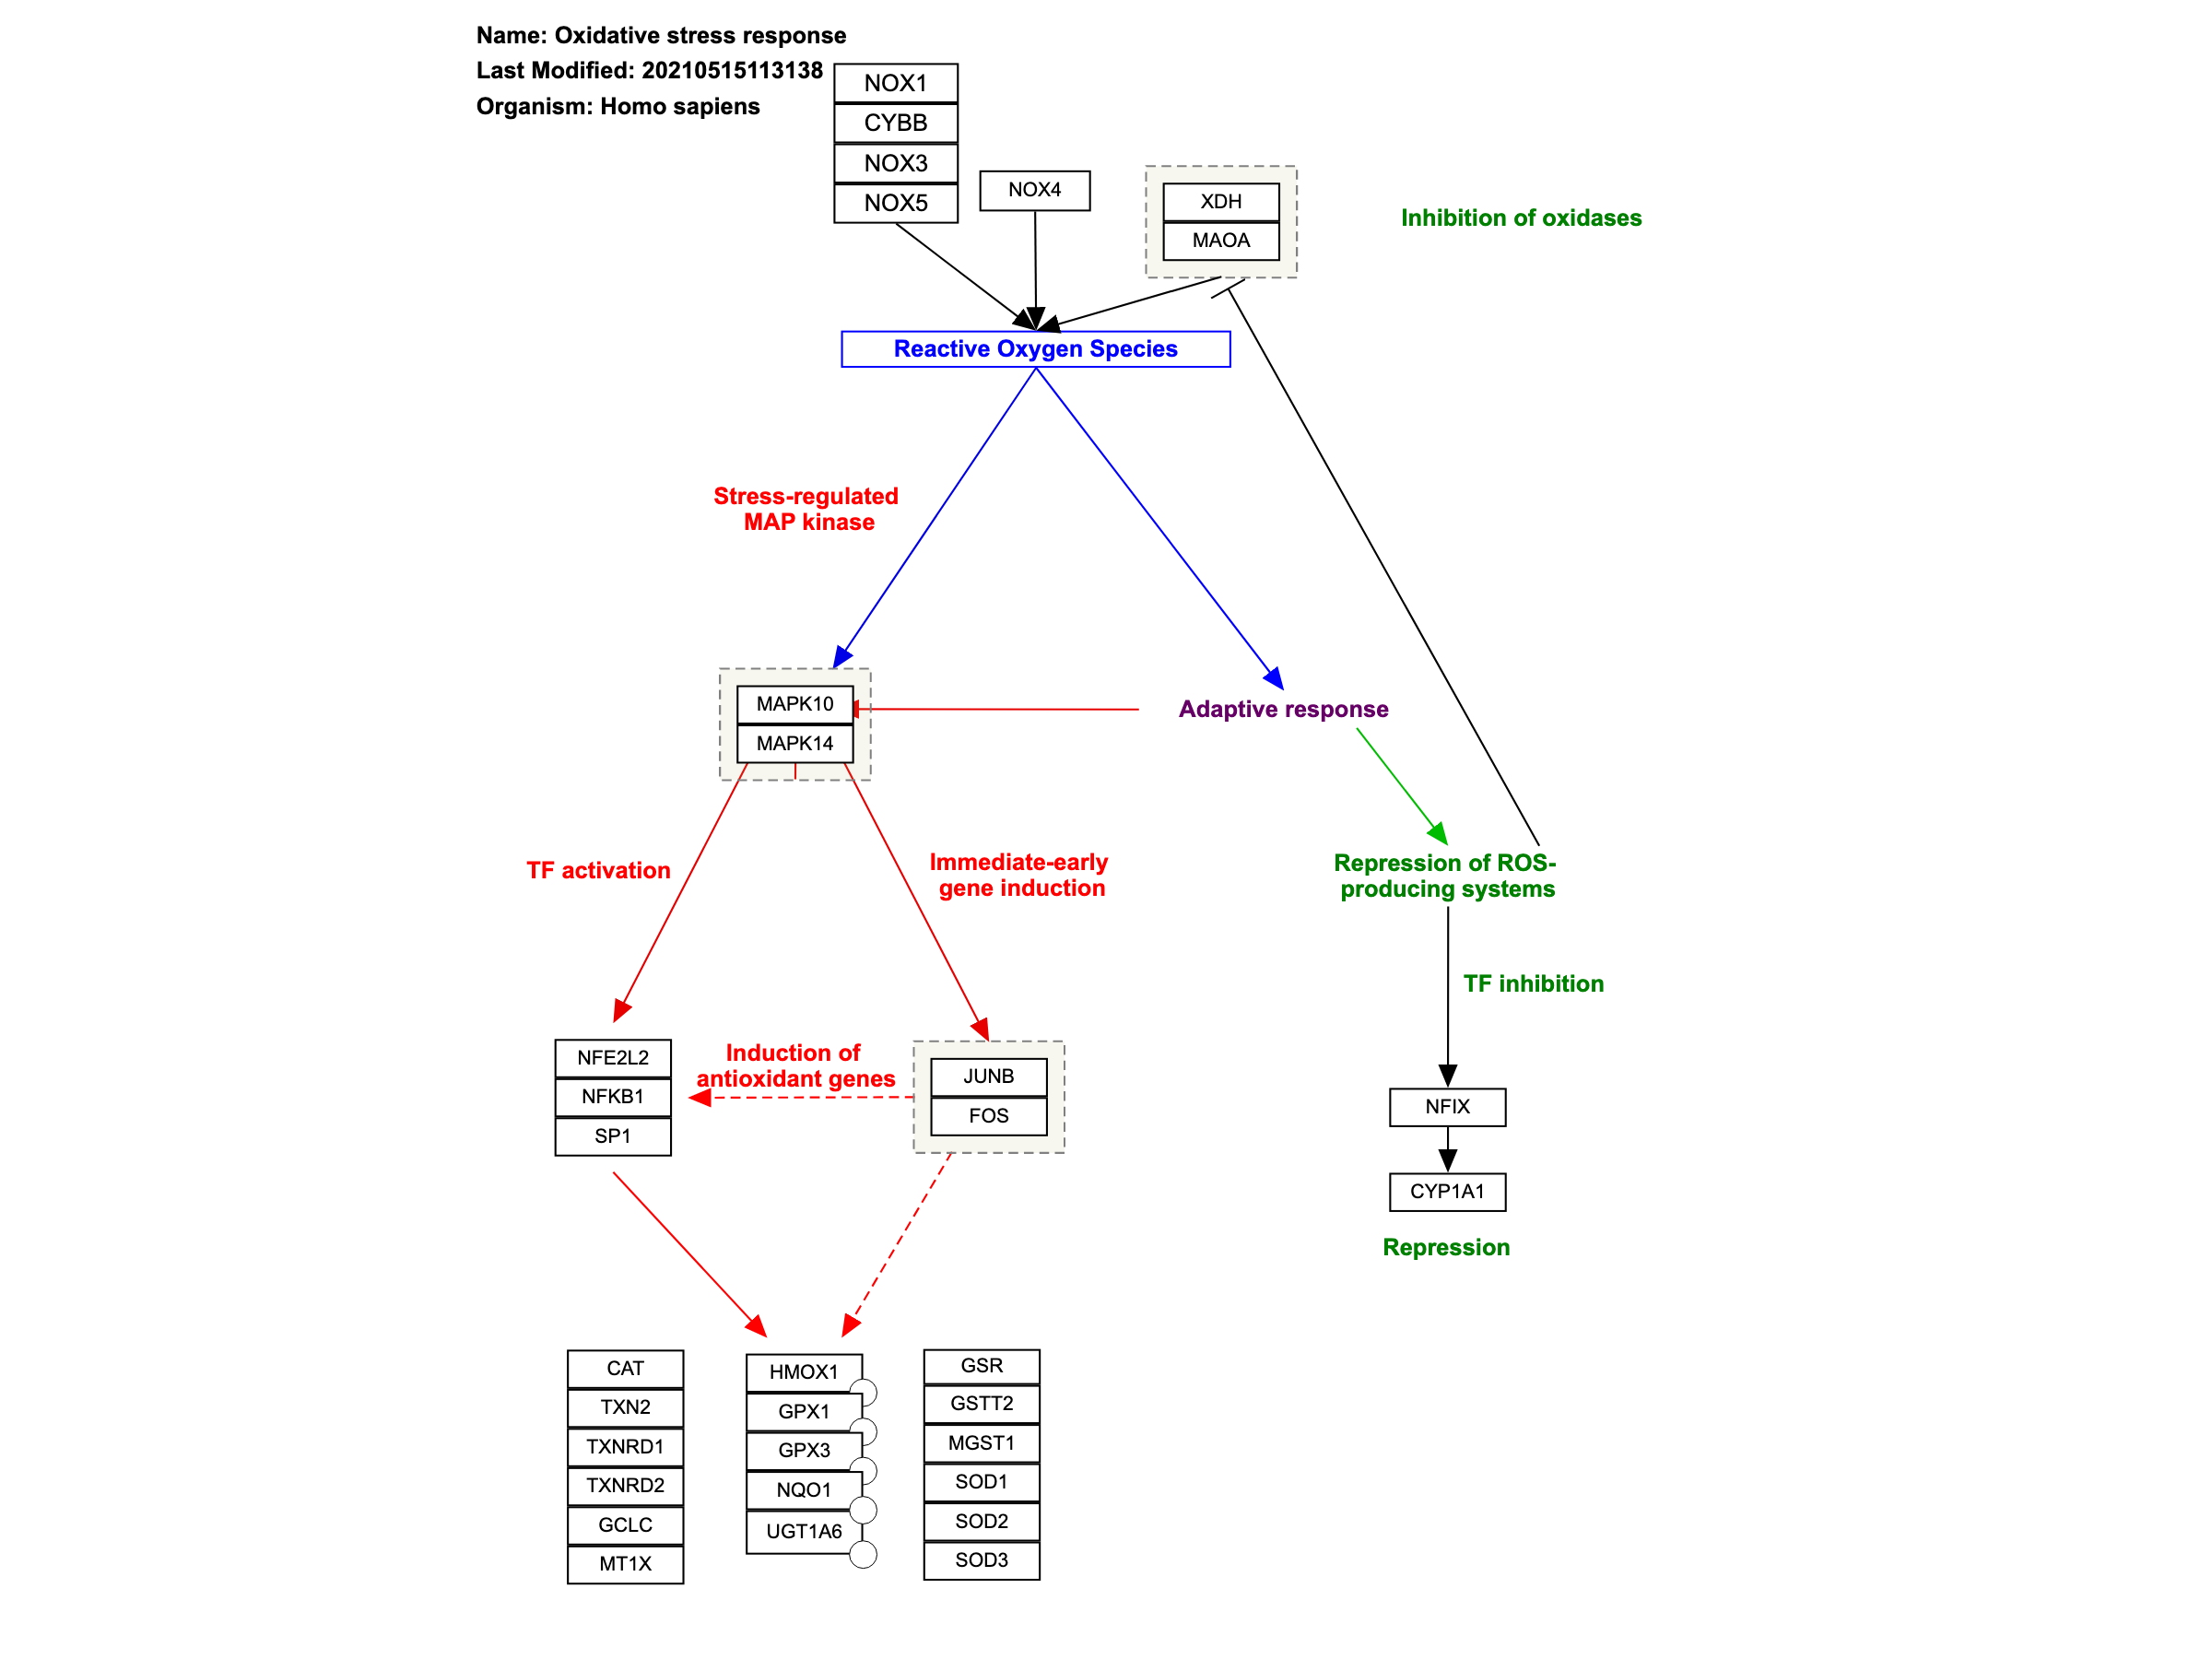 Name: Oxidative stress response
Last Modified: 20210515113138
Organism: Homo sapiens
NOX1
CYBB
NOX3
NOX5
NOX4
XDH
MAOA
Inhibition of oxidases
Reactive Oxygen Species
Stress-regulated
MAP kinase
MAPK10
MAPK14
Adaptive response
TF activation
Immediate-early
gene induction
Repression of ROS-
producing systems
TF inhibition
NFE2L2
NFKB1
SP1
Induction of
antioxidant genes
JUNB
FOS
NFIX
CYP1A1
Repression
CAT
TXN2
TXNRD1
TXNRD2
GCLC
MT1X
HMOX1
GPX1
GPX3
NQO1
UGT1A6
GSR
GSTT2
MGST1
SOD1
SOD2
SOD3